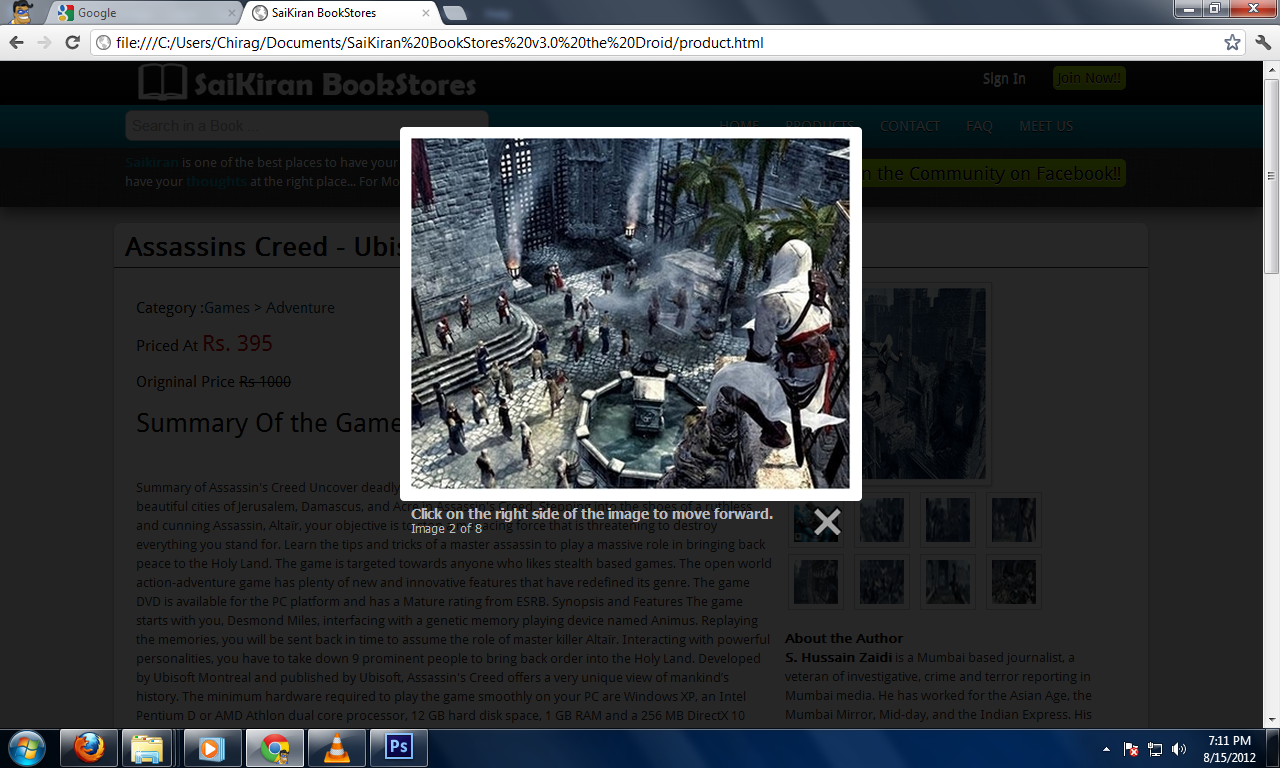 Google
SaiKiran BookStores
file:///C:/Users/Chirag/Documents/SaiKiran%20BookStores%20v3.0%20the%20Droid/product.html
SaiKiran BookStores
Sign In
Join Now!!
Search in a Book ...
HOME PRODUCTS CONTACT FAQ MEET US
Saikiran is one of the best places to have your
have your thoughts at the right place... For Mo
n the Community on Facebook!!
Assassins Creed - Ubis
Category :Games > Adventure
Priced At Rs. 395
Origninal Price Rs 1000
Summary Of the Game
Click on the right side of the image to move forward.
Image 2 of 8
Summary of Assassin's Creed Uncover deadly
beautiful cities of Jerusalem, Damascus, and Acre in Assassin's Creed. Stepped into the shoes of a ruthless
and cunning Assassin, Altair, your objective is to acing force that is threatening to destroy
everything you stand for. Learn the tips and tricks of a master assassin to play a massive role in bringing back
peace to the Holy Land. The game is targeted towards anyone who likes stealth based games. The open world
action-adventure game has plenty of new and innovative features that have redefined its genre. The game
DVD is available for the PC platform and has a Mature rating from ESRB. Synopsis and Features The game
starts with you, Desmond Miles, interfacing with a genetic memory playing device named Animus. Replaying
the memories, you will be sent back in time to assume the role of master killer Altaïr. Interacting with powerful
personalities, you have to take down 9 prominent people to bring back order into the Holy Land. Developed
by Ubisoft Montreal and published by Ubisoft, Assassin's Creed offers a very unique view of mankind's
history. The minimum hardware required to play the game smoothly on your PC are Windows XP, an Intel
Pentium D or AMD Athlon dual core processor, 12 GB hard disk space, 1 GB RAM and a 256 MB DirectX 10
About the Author
S. Hussain Zaidi is a Mumbai based journalist, a
veteran of investigative, crime and terror reporting in
Mumbai media. He has worked for the Asian Age, the
Mumbai Mirror, Mid-day, and the Indian Express. His
Ps
7:11 PM
8/15/2012